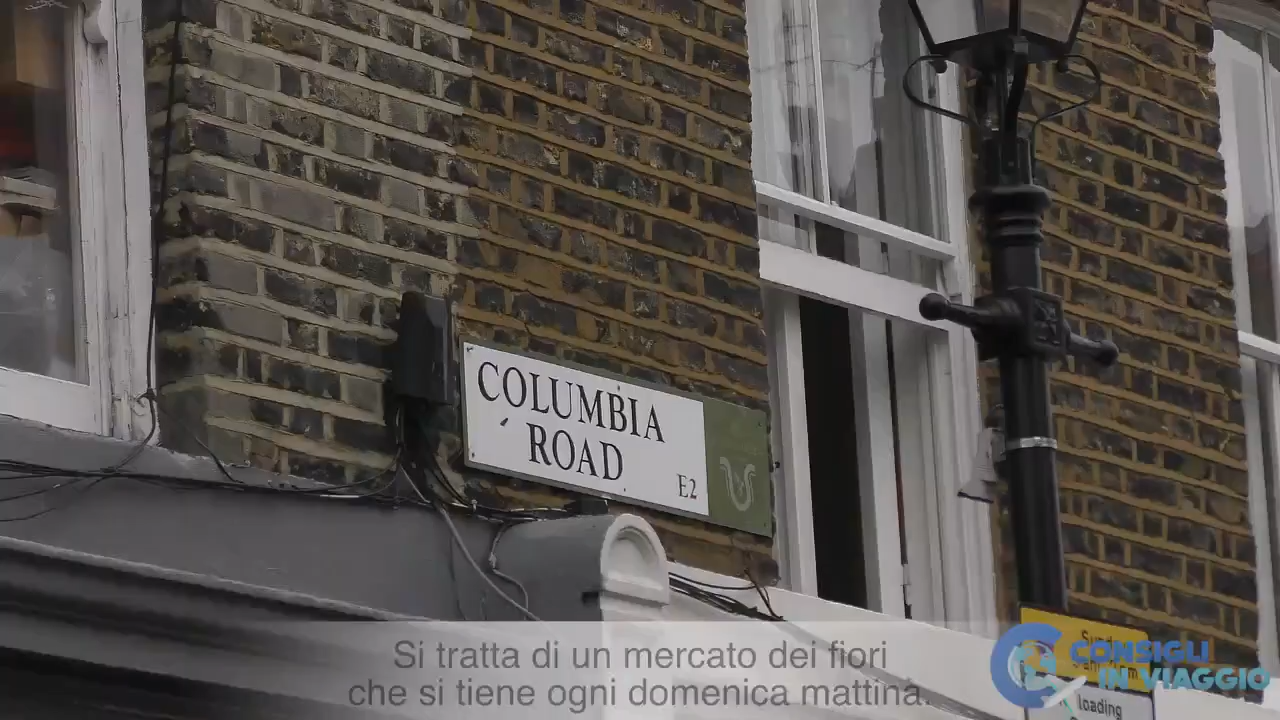 COLUMBIA
ROAD
E2
Si tratta di un mercato dei fiori
che si tiene ogni domenica mattina.
CONSIGLI
IN VIAGGIO
loading